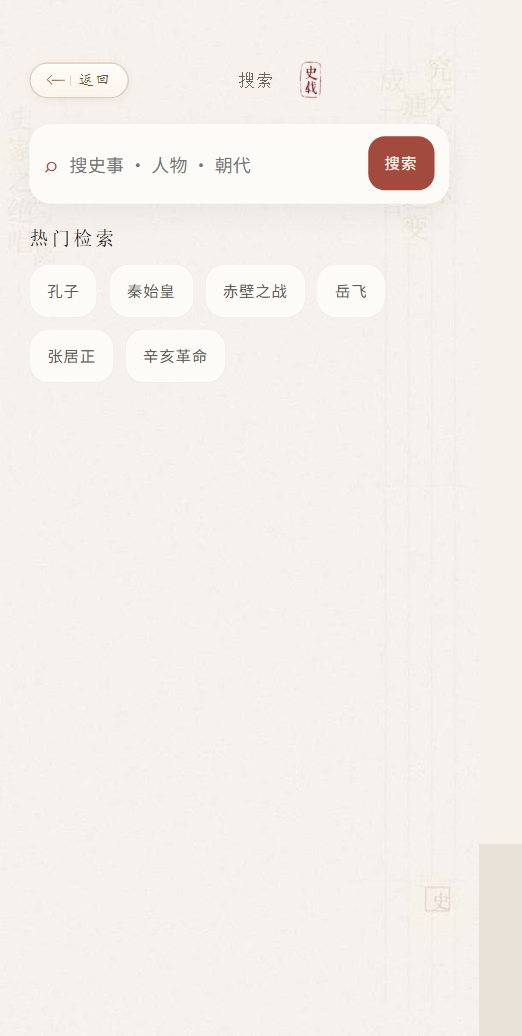 返回
搜索
史载
搜史事 · 人物 · 朝代
搜索
热门检索
孔子
秦始皇
赤壁之战
岳飞
张居正
辛亥革命
史